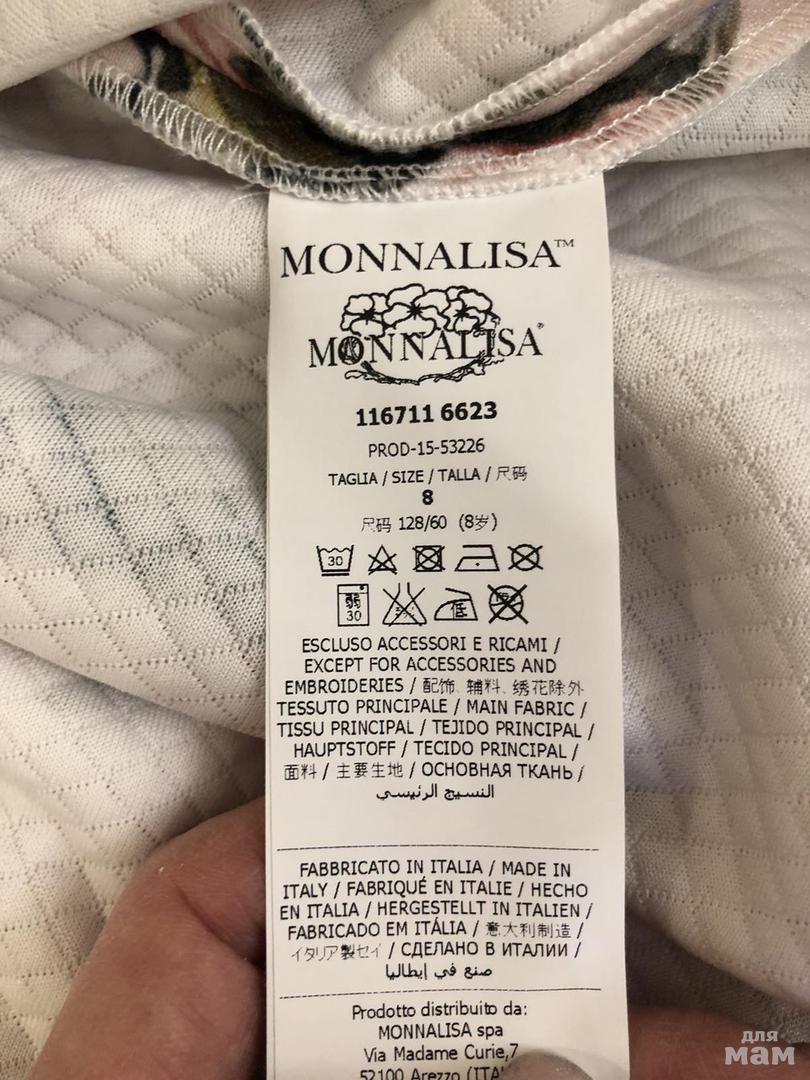 MONNALISA™
MONNALISA®
116711 6623
PROD-15-53226
TAGLIA / SIZE / TALLA / 尺码
8
尺码 128/60 (8岁)
30
弱
30
低
ESCLUSO ACCESSORI E RICAMI /
EXCEPT FOR ACCESSORIES AND
EMBROIDERIES / 配饰、辅料、绣花除外
TESSUTO PRINCIPALE / MAIN FABRIC /
TISSU PRINCIPAL / TEJIDO PRINCIPAL /
HAUPTSTOFF / TECIDO PRINCIPAL /
面料 / 主要生地 / ОСНОВНАЯ ТКАНЬ /
النسيج الرئيسي
FABBRICATO IN ITALIA / MADE IN
ITALY / FABRIQUÉ EN ITALIE / HECHO
EN ITALIA / HERGESTELLT IN ITALIEN /
FABRICADO EM ITÁLIA / 意大利制造 /
イタリア製セイ / СДЕЛАНО В ИТАЛИИ /
صنع في إيطاليا
Prodotto distribuito da:
MONNALISA spa
Via Madame Curie,7
52100 Arezzo
для
мам